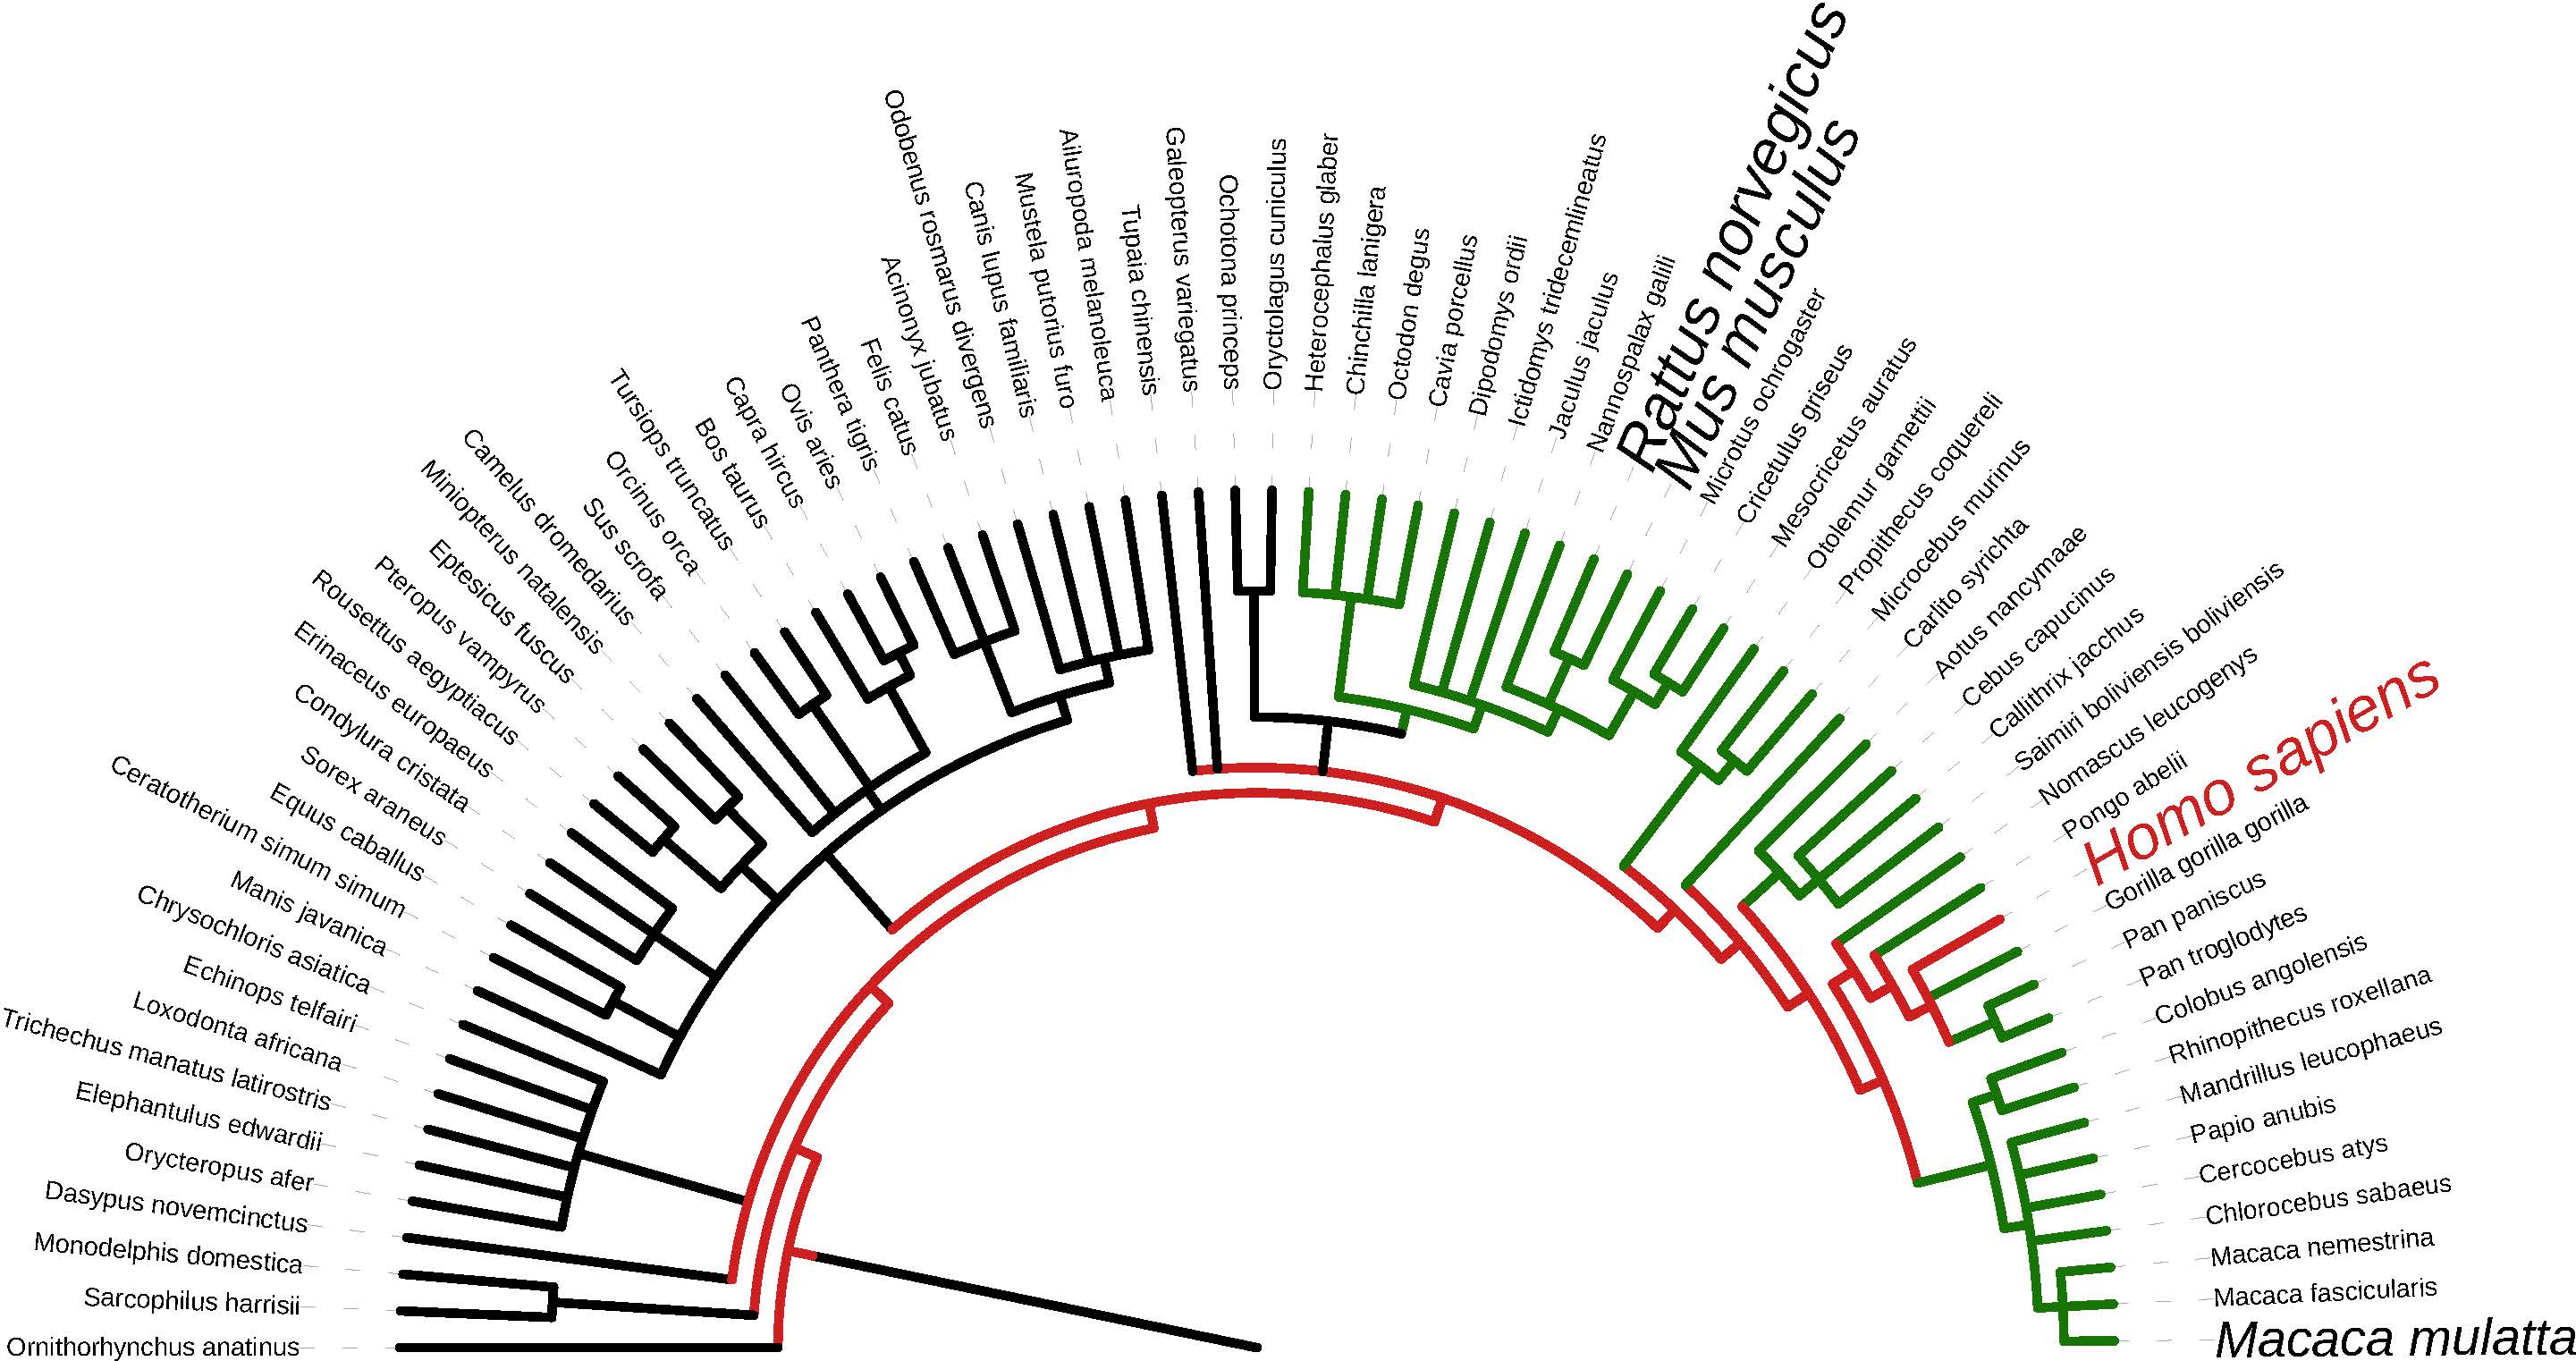 Ornithorhynchus anatinus
Sarcophilus harrisii
Monodelphis domestica
Dasypus novemcinctus
Orycteropus afer
Elephantulus edwardii
Trichechus manatus latirostris
Loxodonta africana
Echinops telfairi
Chrysochloris asiatica
Manis javanica
Ceratotherium simum simum
Equus caballus
Sorex araneus
Condylura cristata
Erinaceus europaeus
Rousettus aegyptiacus
Pteropus vampyrus
Eptesicus fuscus
Miniopterus natalensis
Camelus dromedarius
Sus scrofa
Orcinus orca
Tursiops truncatus
Bos taurus
Capra hircus
Ovis aries
Panthera tigris
Felis catus
Acinonyx jubatus
Odobenus rosmarus divergens
Canis lupus familiaris
Mustela putorius furo
Ailuropoda melanoleuca
Tupaia chinensis
Galeopterus variegatus
Ochotona princeps
Oryctolagus cuniculus
Heterocephalus glaber
Chinchilla lanigera
Octodon degus
Cavia porcellus
Dipodomys ordii
Ictidomys tridecemlineatus
Jaculus jaculus
Nannospalax galili
Rattus norvegicus
Mus musculus
Microtus ochrogaster
Cricetulus griseus
Mesocricetus auratus
Otolemur garnettii
Propithecus coquereli
Microcebus murinus
Carlito syrichta
Aotus nancymaae
Cebus capucinus
Callithrix jacchus
Saimiri boliviensis boliviensis
Nomascus leucogenys
Pongo abelii
Homo sapiens
Gorilla gorilla gorilla
Pan paniscus
Pan troglodytes
Colobus angolensis
Rhinopithecus roxellana
Mandrillus leucophaeus
Papio anubis
Cercocebus atys
Chlorocebus sabaeus
Macaca nemestrina
Macaca fascicularis
Macaca mulatta